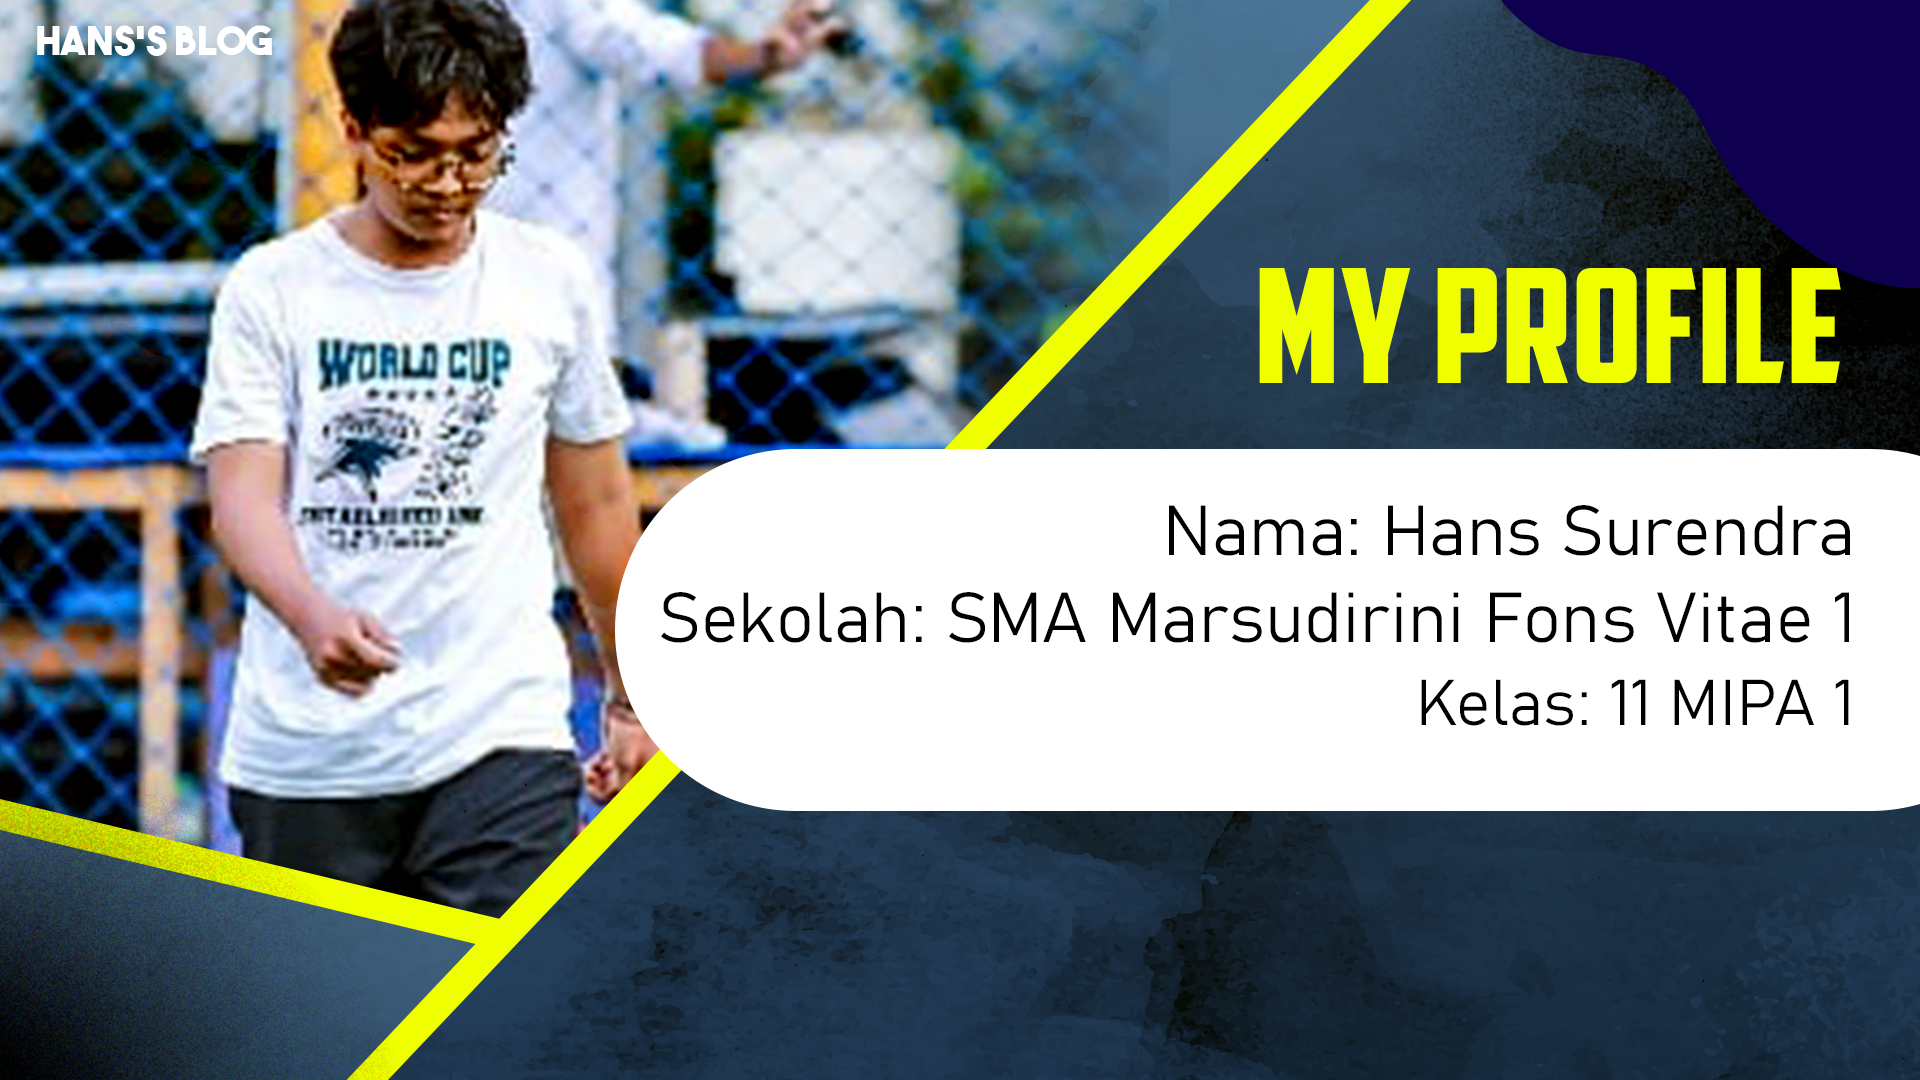 HANS'S BLOG
WORLD CUP
MY PROFILE
Nama: Hans Surendra
Sekolah: SMA Marsudirini Fons Vitae 1
Kelas: 11 MIPA 1